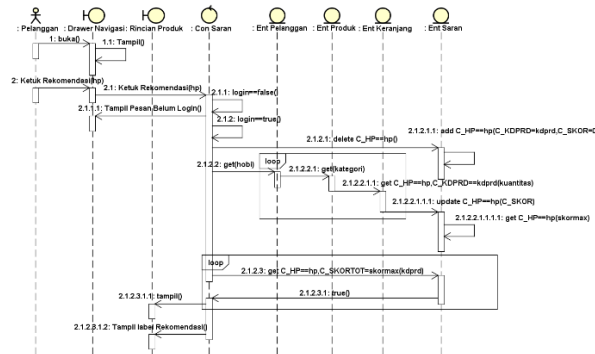 : Pelanggan
: Drawer Navigasi
: Rincian Produk
: Con Saran
: Ent Pelanggan
: Ent Produk
: Ent Keranjang
: Ent Saran
1: buka()
1.1: Tampil()
2: Ketuk Rekomendasi(hp)
2.1: Ketuk Rekomendasi(hp)
2.1.1: login==false()
2.1.1.1: Tampil Pesan Belum Login()
2.1.2: login==true()
2.1.2.1: delete C_HP==hp()
2.1.2.1.1: add C_HP==hp(C_KDPRD=kdprd,C_SKOR=0
loop
2.1.2.2: get(hobi)
2.1.2.2.1: get(kategori)
2.1.2.2.1.1: get C_HP==hp,C_KDPRD==kdprd(kuantitas)
2.1.2.2.1.1.1: update C_HP==hp(C_SKOR)
2.1.2.2.1.1.1.1: get C_HP==hp(skormax)
loop
2.1.2.3: get C_HP==hp,C_SKORTOT=skormax(kdprd)
2.1.2.3.1: true()
2.1.2.3.1.1: tampil()
2.1.2.3.1.2: Tampil label Rekomendasi()